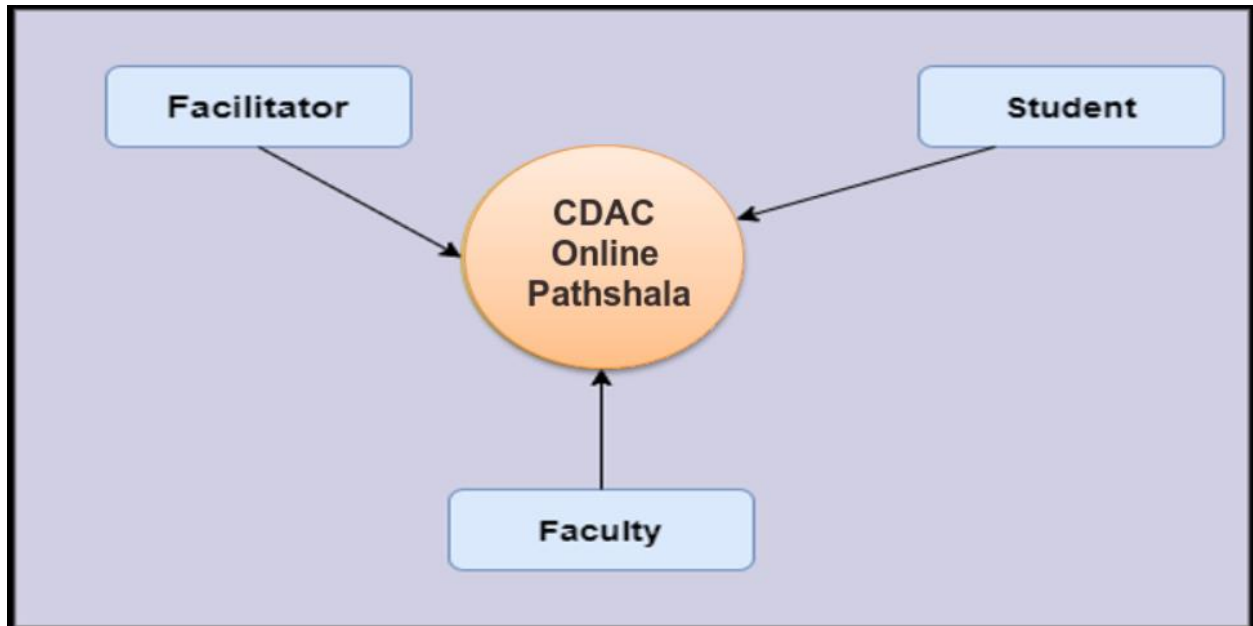 Facilitator
Student
CDAC
Online
Pathshala
Faculty